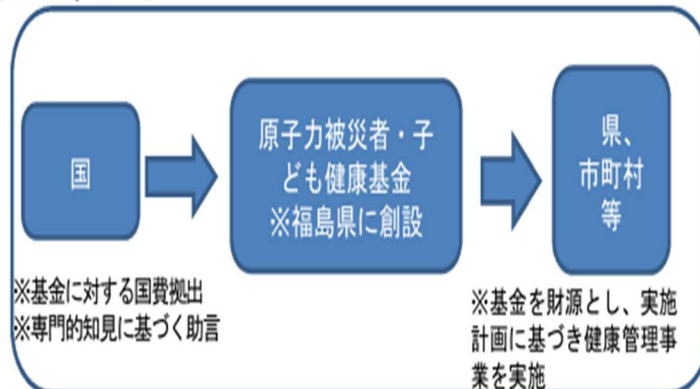 国
原子力被災者・子
ども健康基金
※福島県に創設
県、
市町村
等
※基金に対する国費拠出
※専門的知見に基づく助言
※基金を財源とし、実施
計画に基づき健康管理事
業を実施